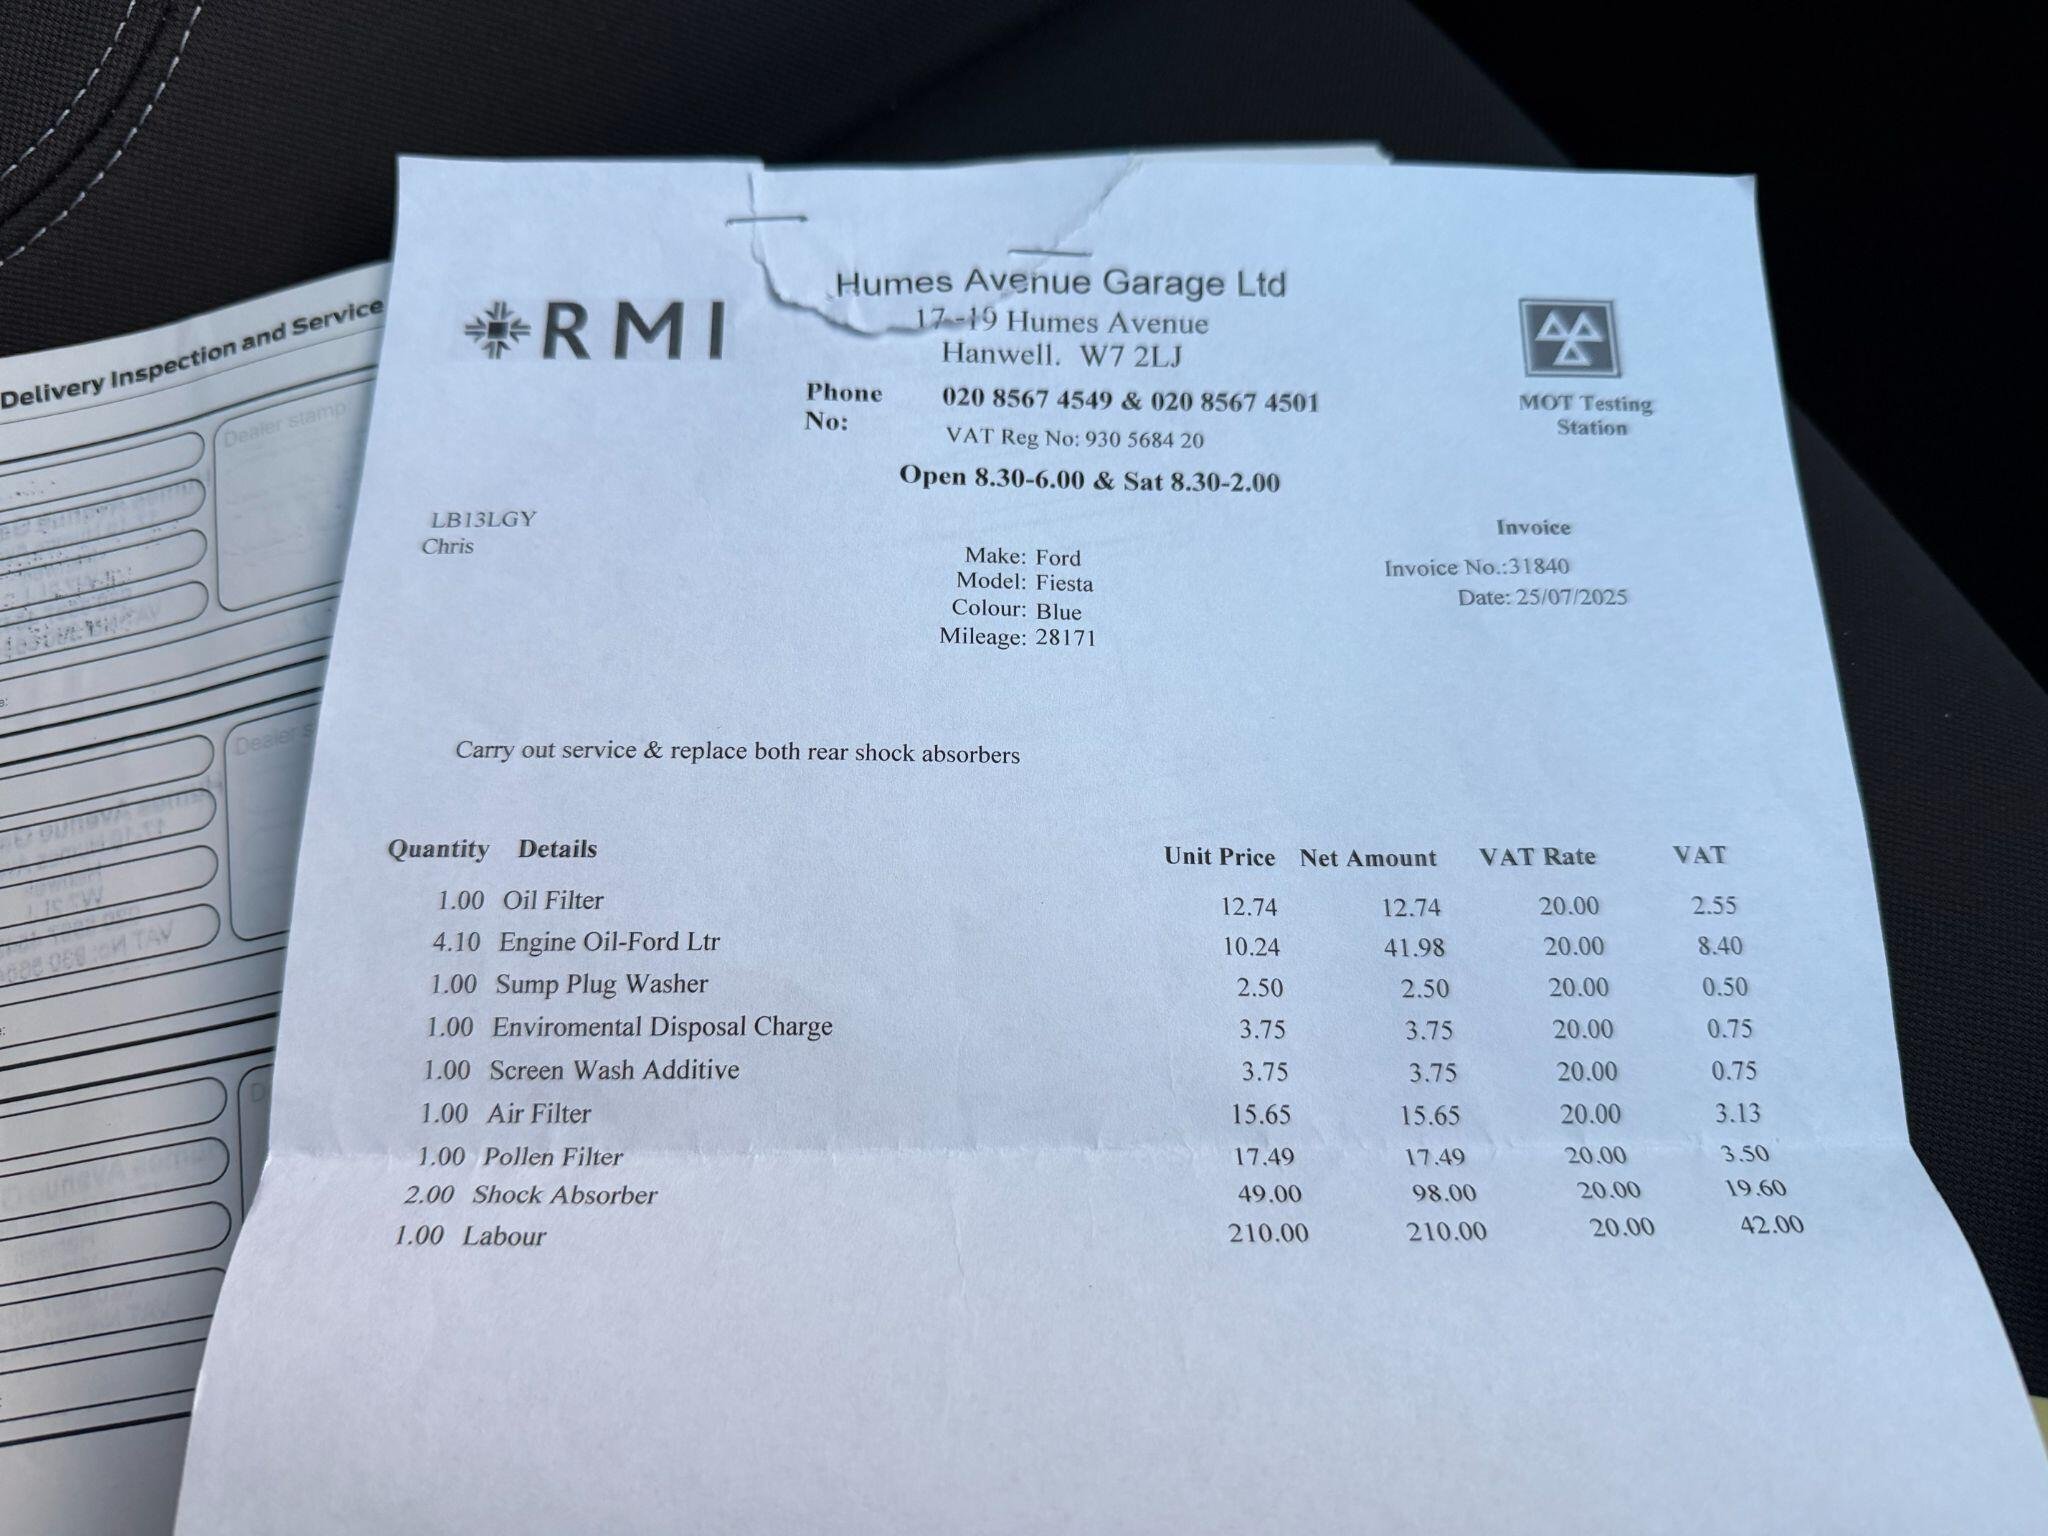 Delivery Inspection and Service
Dealer stamp
Dealer
RMI
Humes Avenue Garage Ltd
17-19 Humes Avenue
Hanwell. W7 2LJ
Phone No: 020 8567 4549 & 020 8567 4501
VAT Reg No: 930 5684 20
Open 8.30-6.00 & Sat 8.30-2.00
MOT Testing
Station
LB13LGY
Chris
Make: Ford
Model: Fiesta
Colour: Blue
Mileage: 28171
Invoice
Invoice No.:31840
Date: 25/07/2025
Carry out service & replace both rear shock absorbers
Quantity Details Unit Price Net Amount VAT Rate VAT
1.00 Oil Filter 12.74 12.74 20.00 2.55
4.10 Engine Oil-Ford Ltr 10.24 41.98 20.00 8.40
1.00 Sump Plug Washer 2.50 2.50 20.00 0.50
1.00 Enviromental Disposal Charge 3.75 3.75 20.00 0.75
1.00 Screen Wash Additive 3.75 3.75 20.00 0.75
1.00 Air Filter 15.65 15.65 20.00 3.13
1.00 Pollen Filter 17.49 17.49 20.00 3.50
2.00 Shock Absorber 49.00 98.00 20.00 19.60
1.00 Labour 210.00 210.00 20.00 42.00